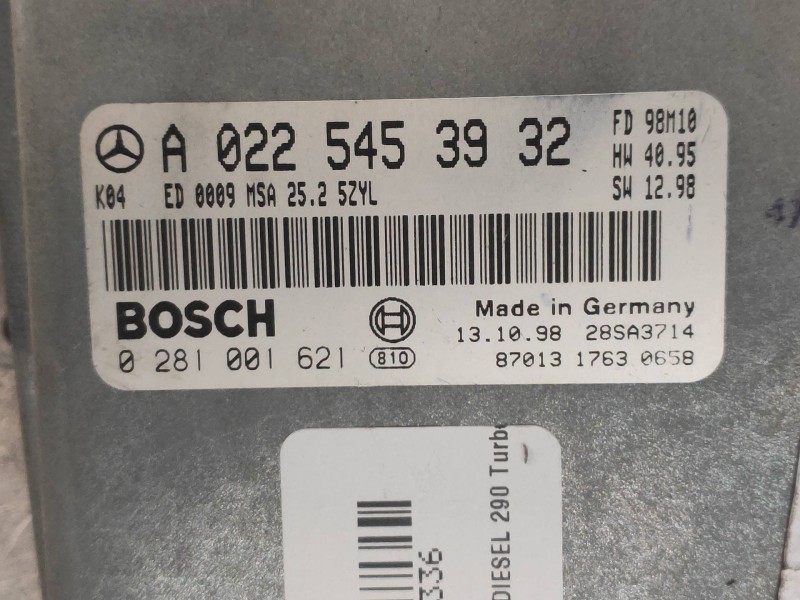 A 022 545 39 32
FD 98M10
HW 40.95
SW 12.98
K04 ED 0009 MSA 25.2 5ZYL
BOSCH
Made in Germany
0 281 001 621 810
13.10.98 28SA3714
87013 1763 0658
DIESEL 290 Turbo
336